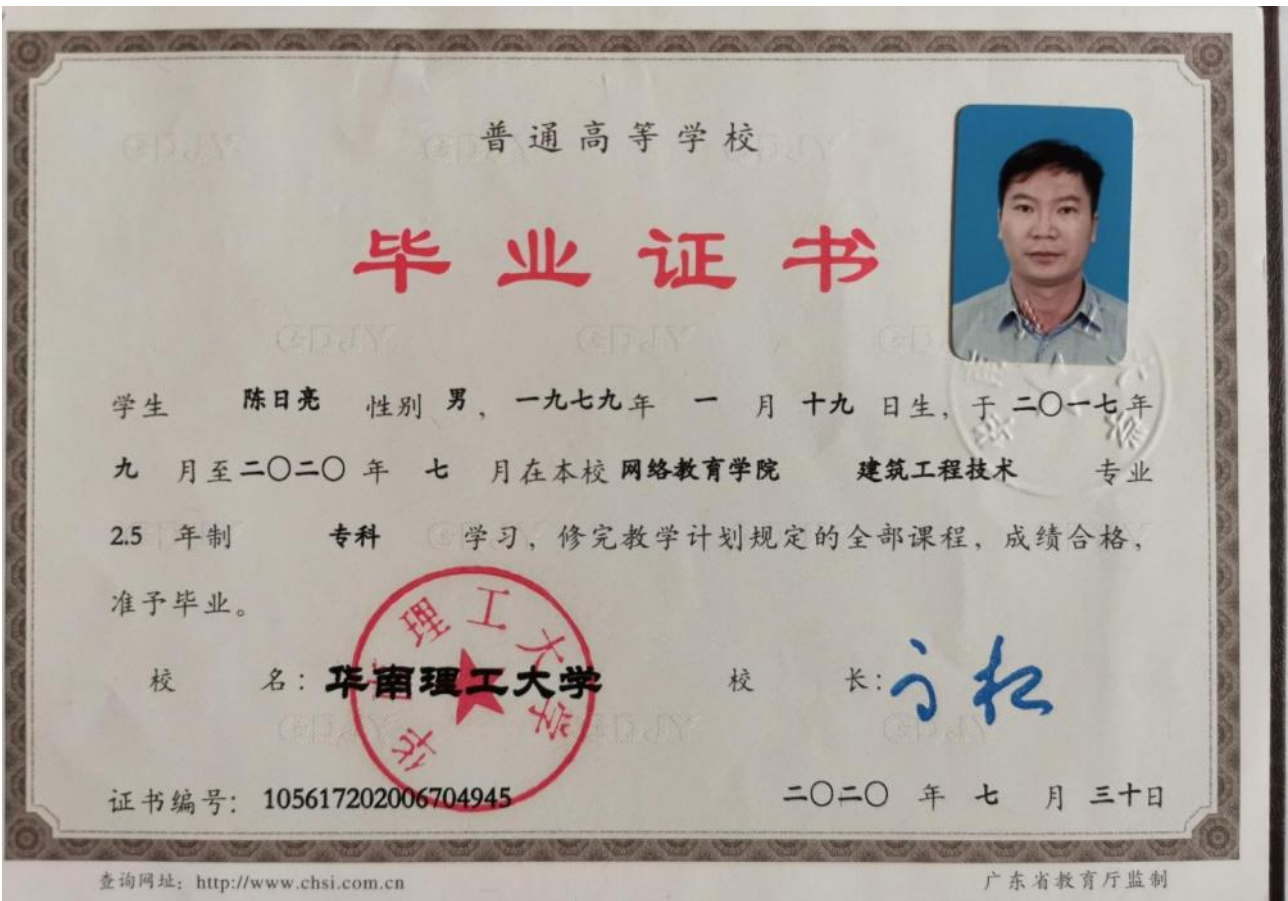 普通高等学校
毕业证书
学生 陈日亮 性别 男，一九七九年 一 月 十九 日生，于 二〇一七年
九 月至二〇二〇 年 七 月在本校 网络教育学院 建筑工程技术 专业
2.5 年制 专科 学习，修完教学计划规定的全部课程，成绩合格，
准予毕业。
校 名：华南理工大学 校 长：
华南理工大学
证书编号：105617202006704945 二〇二〇 年 七 月 三十日
查询网址：http://www.chsi.com.cn 广东省教育厅监制